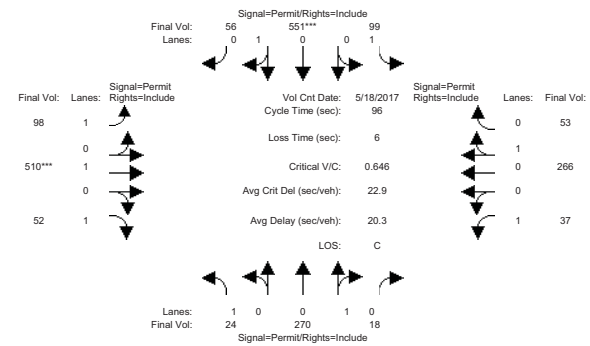 Signal=Permit/Rights=Include
Final Vol: 56 551*** 99
Lanes: 0 1 0 0 1
Signal=Permit
Final Vol: Lanes: Rights=Include
Vol Cnt Date: 5/18/2017
Signal=Permit
Rights=Include Lanes: Final Vol:
Cycle Time (sec): 96
98 1
0 53
Loss Time (sec): 6
0
1
510*** 1
Critical V/C: 0.646
0 266
0
Avg Crit Del (sec/veh): 22.9
0
52 1
Avg Delay (sec/veh): 20.3
1 37
LOS: C
Lanes: 1 0 0 1 0
Final Vol: 24 270 18
Signal=Permit/Rights=Include